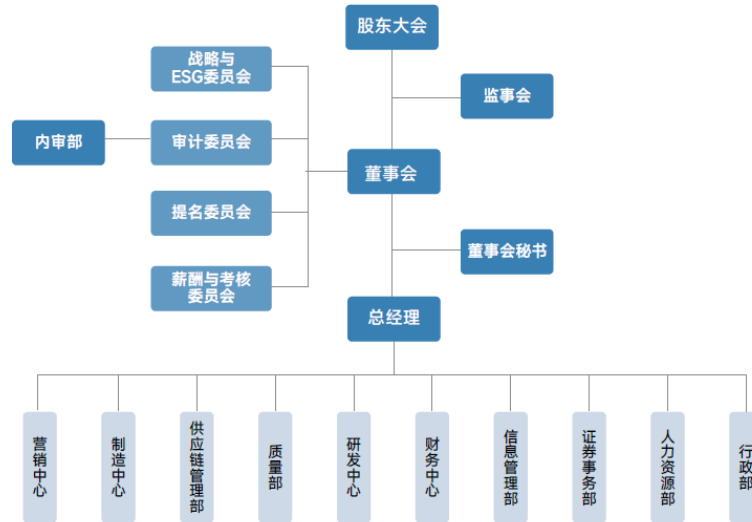 股东大会
战略与
ESG委员会
监事会
内审部
审计委员会
董事会
提名委员会
董事会秘书
薪酬与考核
委员会
总经理
营销中心
制造中心
供应链管理部
质量部
研发中心
财务中心
信息管理部
证券事务部
人力资源部
行政部